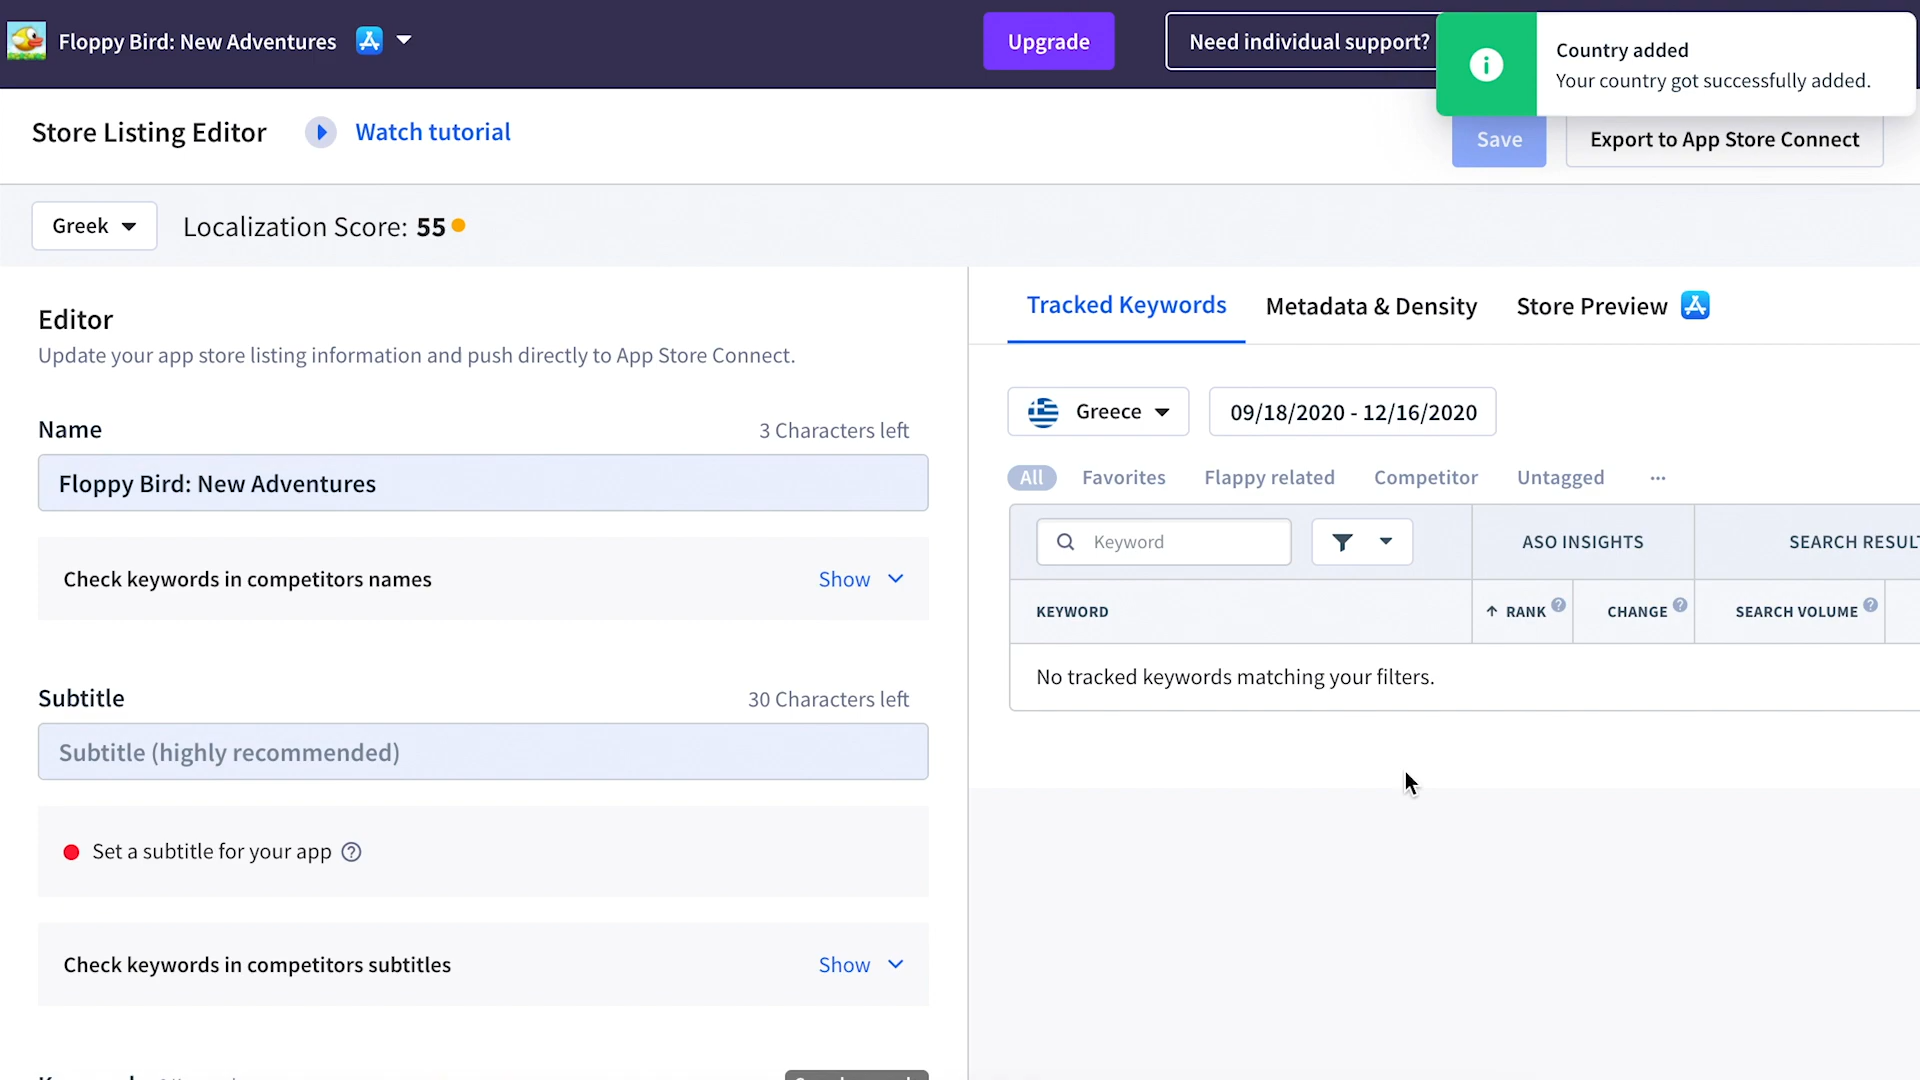 Floppy Bird: New Adventures
Upgrade
Need individual support?
Country added
Your country got successfully added.
Store Listing Editor
Watch tutorial
Save
Export to App Store Connect
Greek
Localization Score: 55
Editor
Update your app store listing information and push directly to App Store Connect.
Name
3 Characters left
Floppy Bird: New Adventures
Check keywords in competitors names
Show
Subtitle
30 Characters left
Subtitle (highly recommended)
Set a subtitle for your app
Check keywords in competitors subtitles
Show
Tracked Keywords
Metadata & Density
Store Preview
Greece
09/18/2020 - 12/16/2020
All
Favorites
Flappy related
Competitor
Untagged
...
Keyword
ASO INSIGHTS
SEARCH RESULT
KEYWORD
RANK
CHANGE
SEARCH VOLUME
No tracked keywords matching your filters.